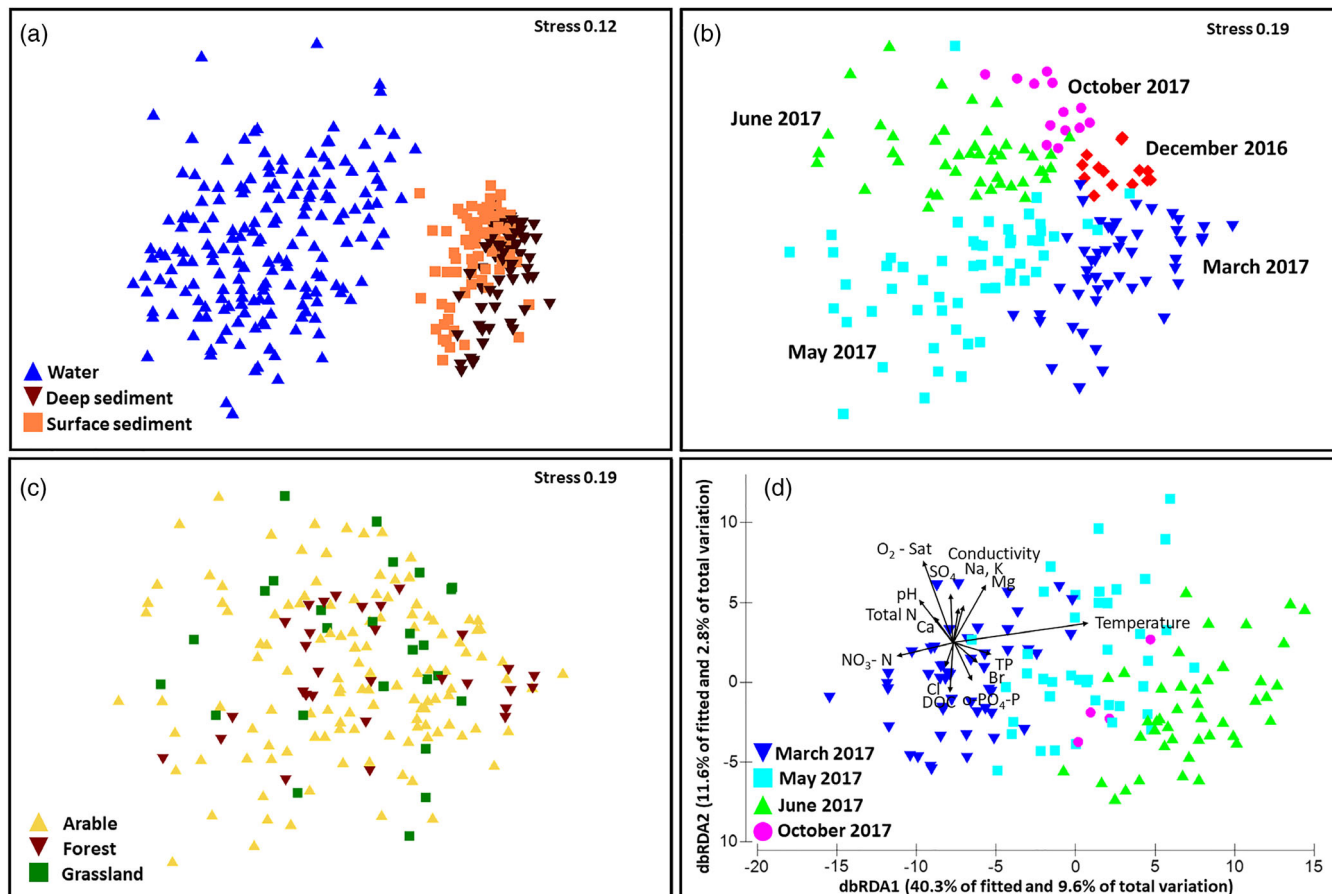 (a)
Stress 0.12
Water
Deep sediment
Surface sediment
(b)
Stress 0.19
October 2017
June 2017
December 2016
March 2017
May 2017
(c)
Stress 0.19
Arable
Forest
Grassland
(d)
dbRDA2 (11.6% of fitted and 2.8% of total variation)
10
5
0
-5
10
O2 - Sat
Conductivity
SO4
Na, K
Mg
pH
Total N
Ca
Temperature
NO3- N
TP
Br
Cl
DOC
o-PO4-P
March 2017
May 2017
June 2017
October 2017
-20
-15
-10
-5
0
5
10
15
dbRDA1 (40.3% of fitted and 9.6% of total variation)